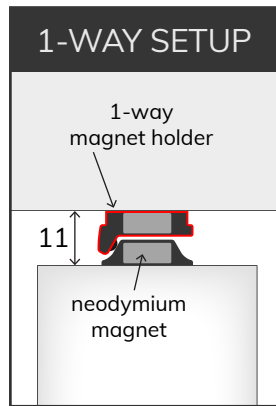 1-WAY SETUP
1-way
magnet holder
11
neodymium
magnet